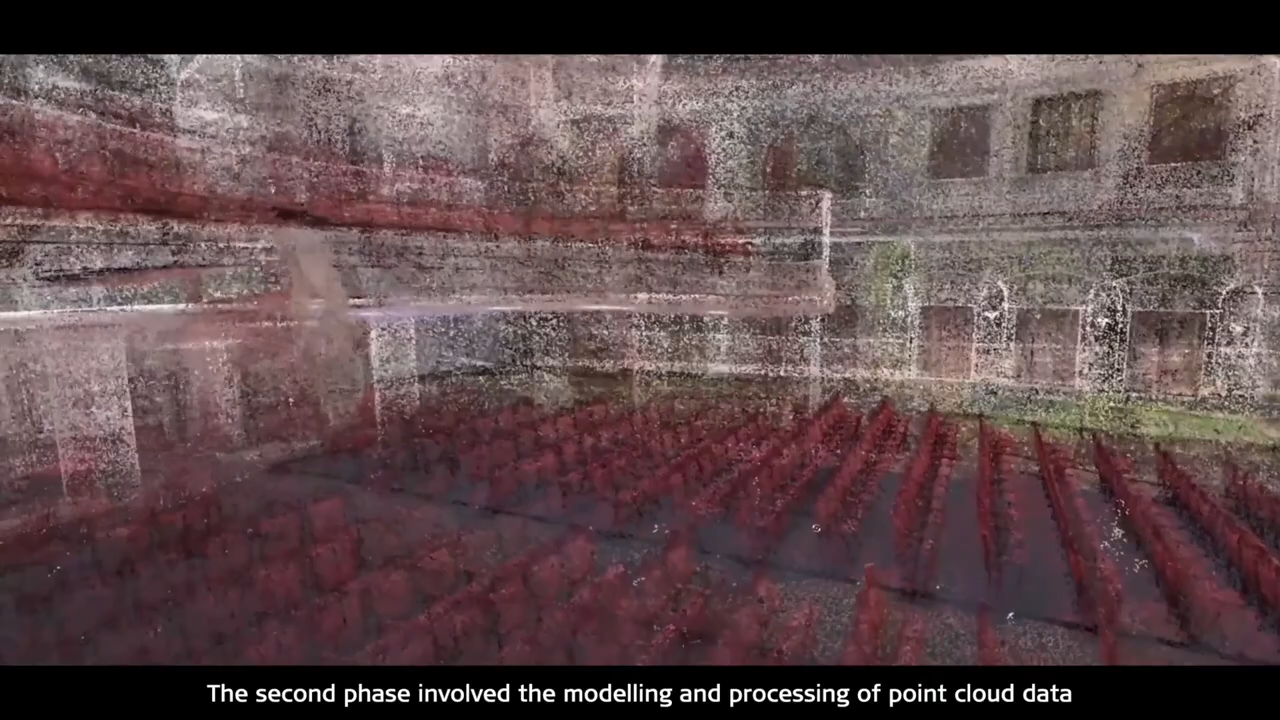 The second phase involved the modelling and processing of point cloud data